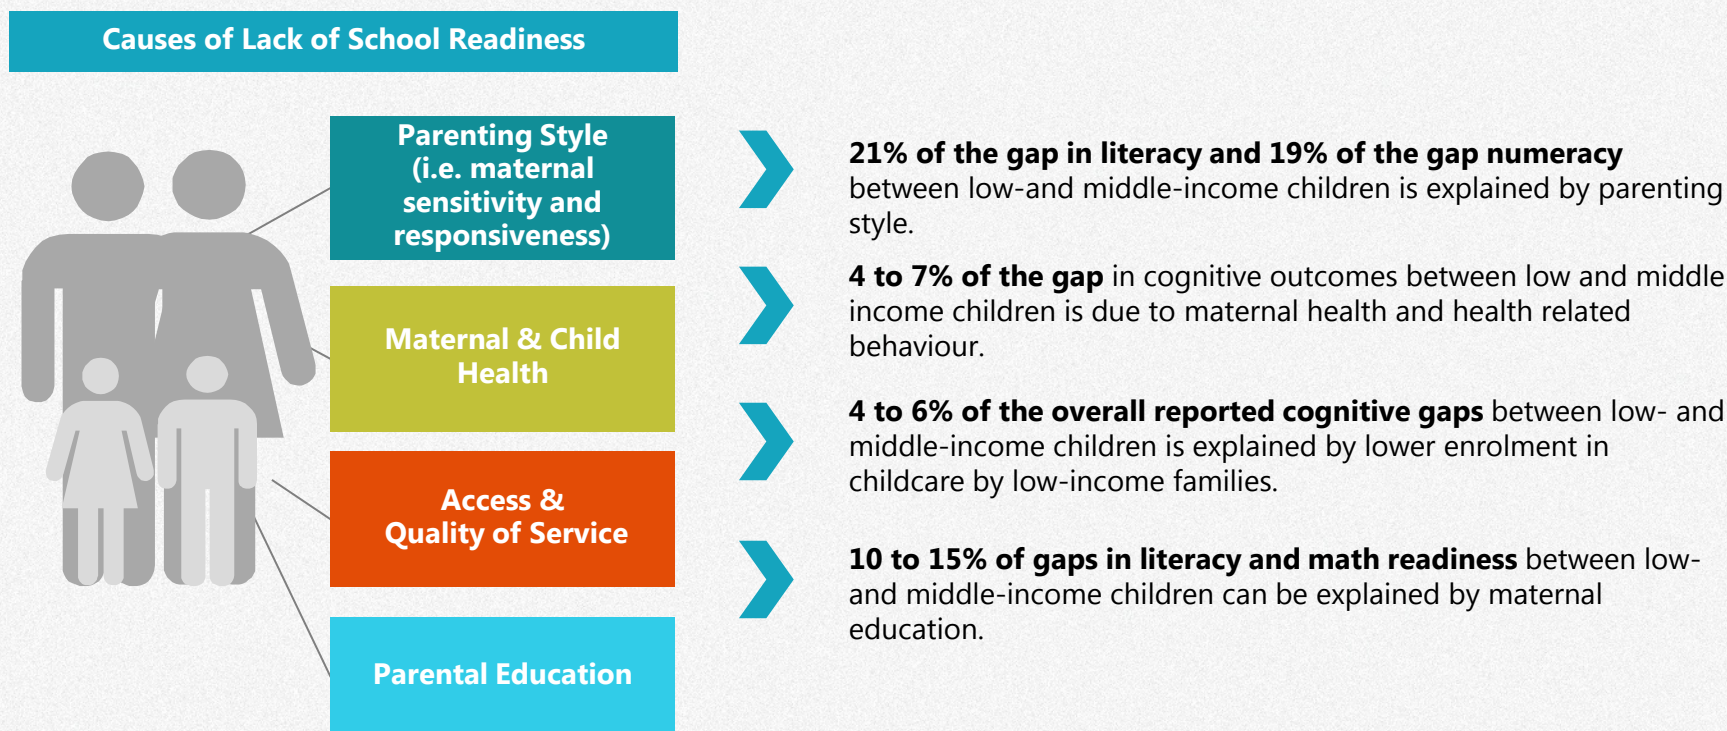 Causes of Lack of School Readiness
Parenting Style
(i.e. maternal
sensitivity and
responsiveness)
21% of the gap in literacy and 19% of the gap numeracy
between low-and middle-income children is explained by parenting
style.
Maternal & Child
Health
4 to 7% of the gap in cognitive outcomes between low and middle
income children is due to maternal health and health related
behaviour.
Access &
Quality of Service
4 to 6% of the overall reported cognitive gaps between low- and
middle-income children is explained by lower enrolment in
childcare by low-income families.
Parental Education
10 to 15% of gaps in literacy and math readiness between low-
and middle-income children can be explained by maternal
education.